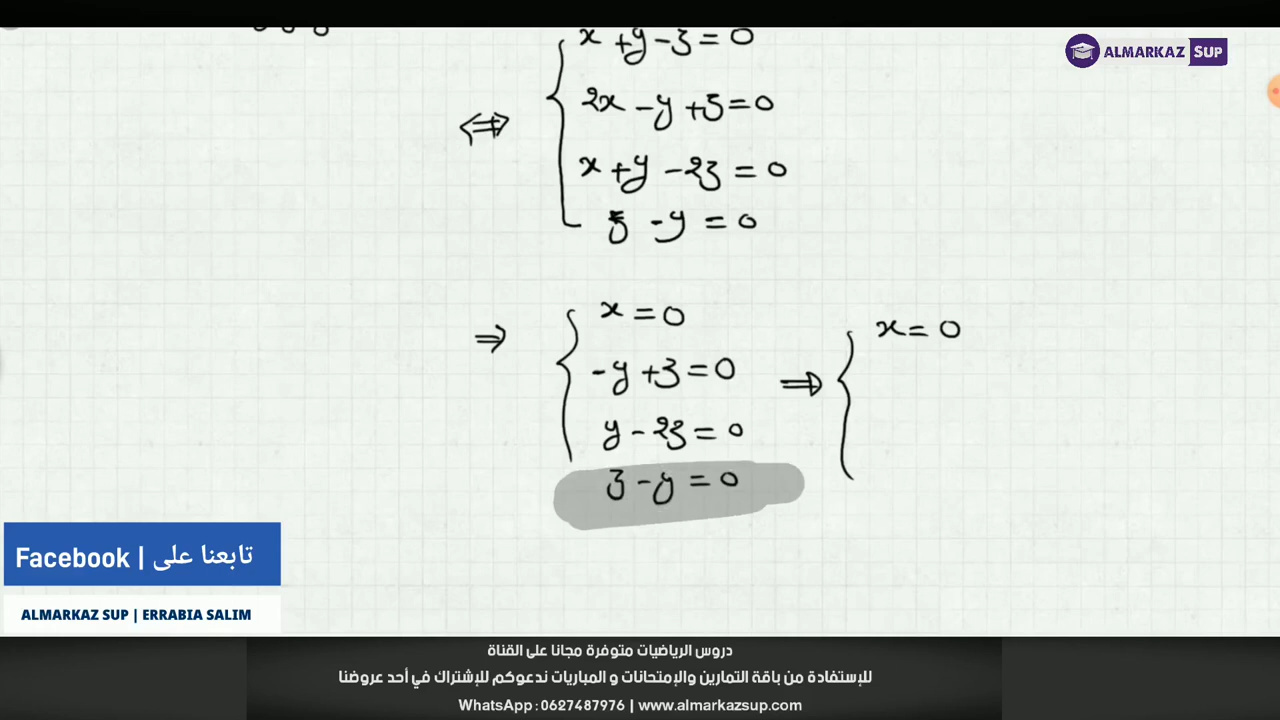 ALMARKAZ SUP
x + y - z = 0
⟺ 2x - y + z = 0
x + y - 2z = 0
z - y = 0
⇒ x = 0
-y + z = 0 ⇒ x = 0
y - 2z = 0
z - y = 0
Facebook | تابعنا على
ALMARKAZ SUP | ERRABIA SALIM
دروس الرياضيات متوفرة مجانا على القناة
للإستفادة من باقة التمارين والإمتحانات و المباريات ندعوكم للإشتراك في أحد عروضنا
WhatsApp : 0627487976 | www.almarkazsup.com